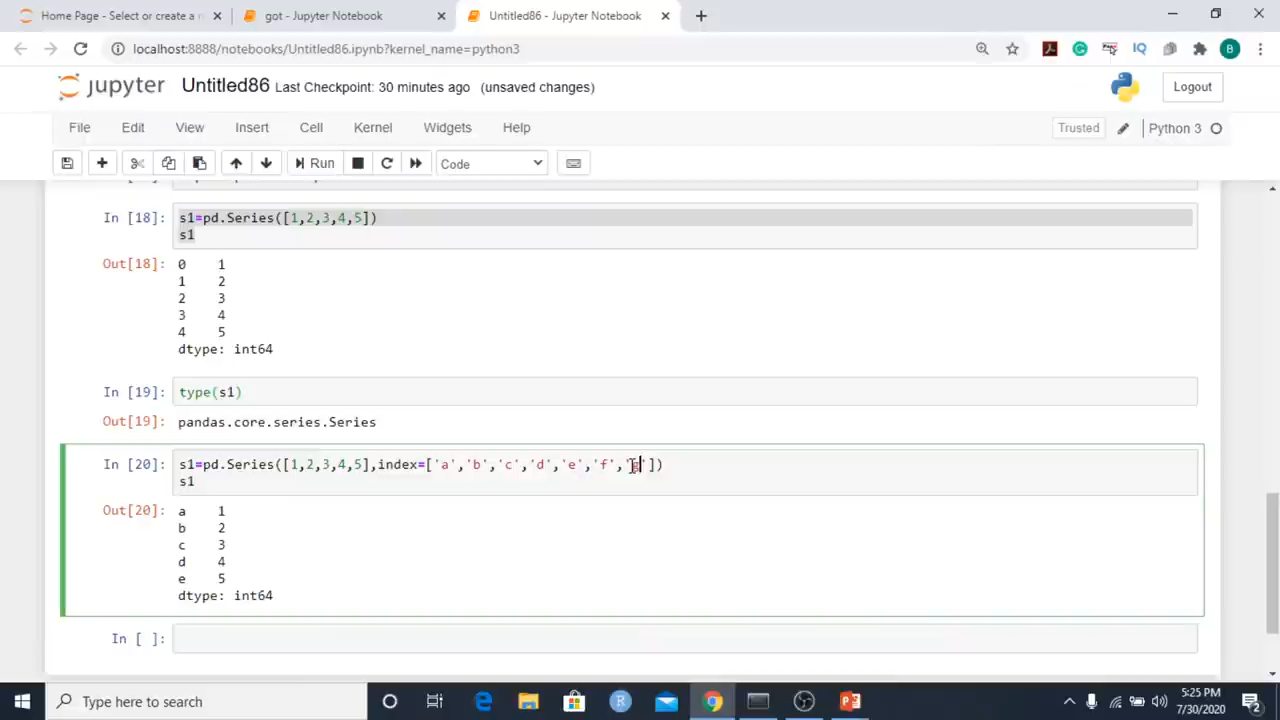 Home Page - Select or create a n
got - Jupyter Notebook
Untitled86 - Jupyter Notebook
localhost:8888/notebooks/Untitled86.ipynb?kernel_name=python3
IQ
B
jupyter Untitled86 Last Checkpoint: 30 minutes ago (unsaved changes)
Logout
File Edit View Insert Cell Kernel Widgets Help
Trusted
Python 3
Run
Code
In [18]: s1=pd.Series([1,2,3,4,5])
s1
Out[18]: 0 1
1 2
2 3
3 4
4 5
dtype: int64
In [19]: type(s1)
Out[19]: pandas.core.series.Series
In [20]: s1=pd.Series([1,2,3,4,5],index=['a','b','c','d','e','f','g'])
s1
Out[20]: a 1
b 2
c 3
d 4
e 5
dtype: int64
In [ ]:
Type here to search
R
5:25 PM
7/30/2020
2